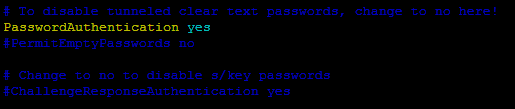 # To disable tunneled clear text passwords, change to no here!
PasswordAuthentication yes
#PermitEmptyPasswords no
# Change to no to disable s/key passwords
#ChallengeResponseAuthentication yes